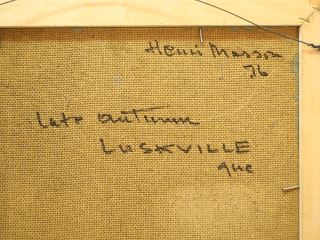 Henri Masson
76
late autumn
LUSKVILLE
que